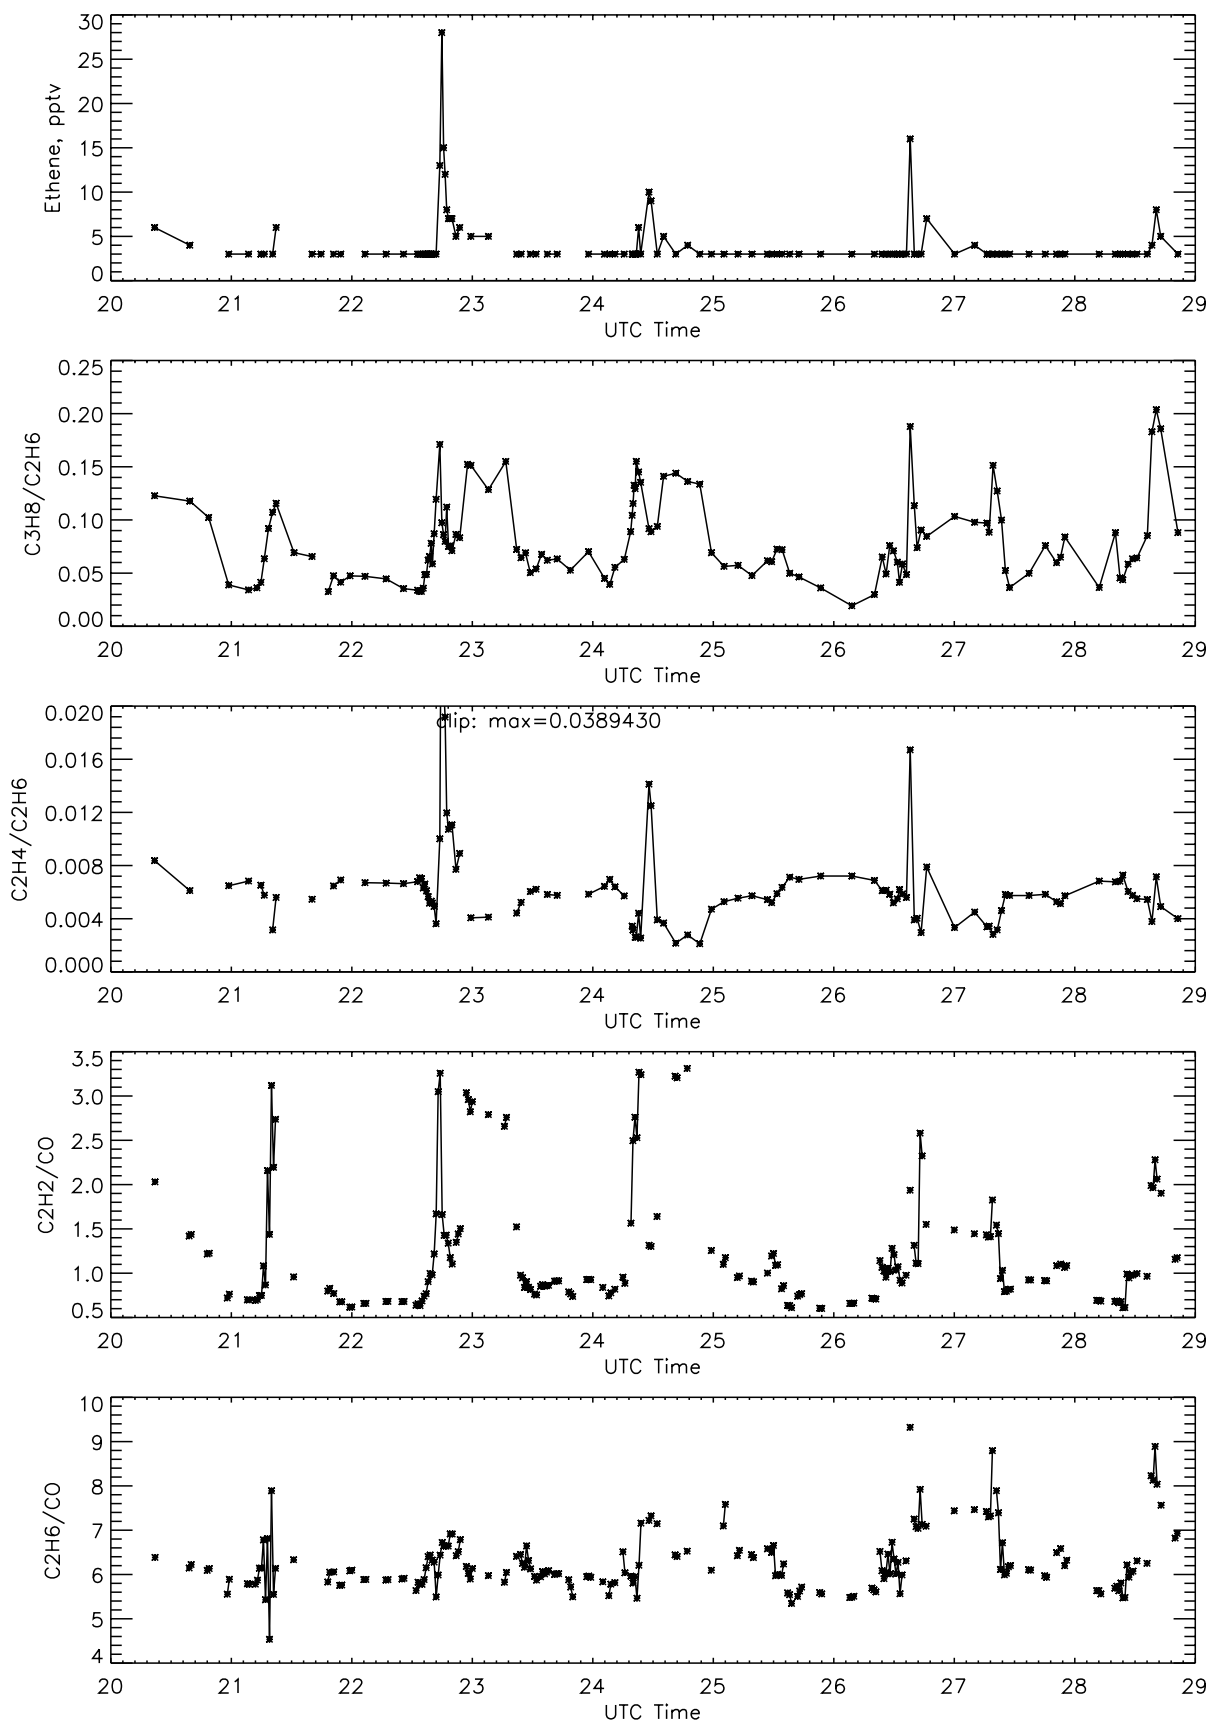 Ethene, pptv
30
25
20
15
10
5
0
20 21 22 23 24 25 26 27 28 29
UTC Time
C3H8/C2H6
0.25
0.20
0.15
0.10
0.05
0.00
20 21 22 23 24 25 26 27 28 29
UTC Time
C2H4/C2H6
clip: max=0.0389430
0.020
0.016
0.012
0.008
0.004
0.000
20 21 22 23 24 25 26 27 28 29
UTC Time
C2H2/CO
3.5
3.0
2.5
2.0
1.5
1.0
0.5
20 21 22 23 24 25 26 27 28 29
UTC Time
C2H6/CO
10
9
8
7
6
5
4
20 21 22 23 24 25 26 27 28 29
UTC Time